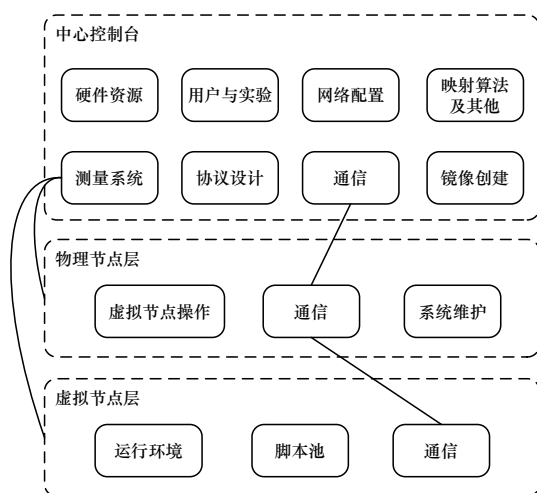 中心控制台
硬件资源
用户与实验
网络配置
映射算法
及其他
测量系统
协议设计
通信
镜像创建
物理节点层
虚拟节点操作
通信
系统维护
虚拟节点层
运行环境
脚本池
通信